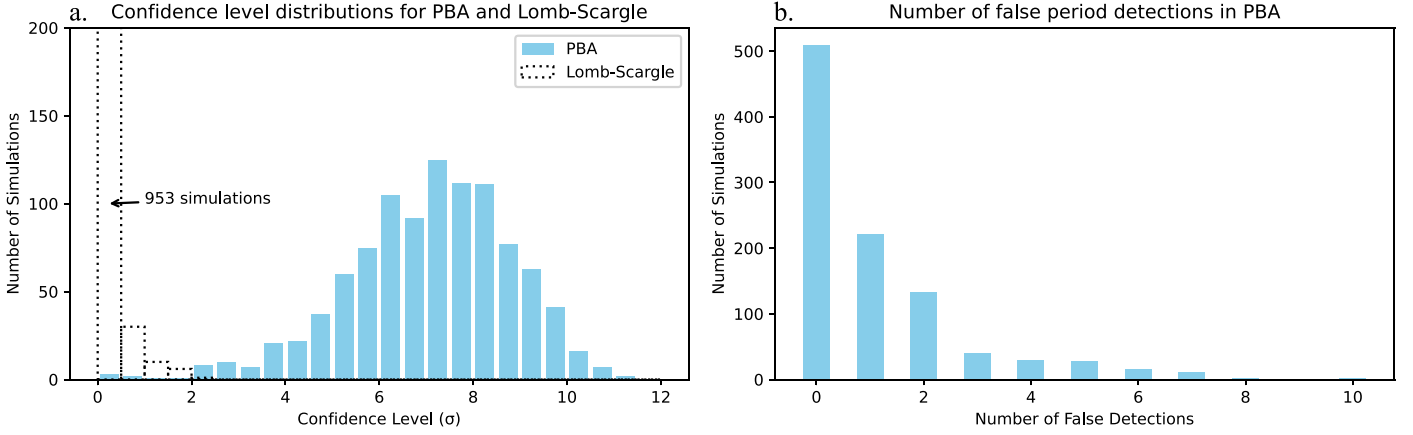 a.
Confidence level distributions for PBA and Lomb-Scargle
200
150
100
50
0
Number of Simulations
PBA
Lomb-Scargle
953 simulations
0 2 4 6 8 10 12
Confidence Level (σ)
b.
Number of false period detections in PBA
500
400
300
200
100
0
Number of Simulations
0 2 4 6 8 10
Number of False Detections